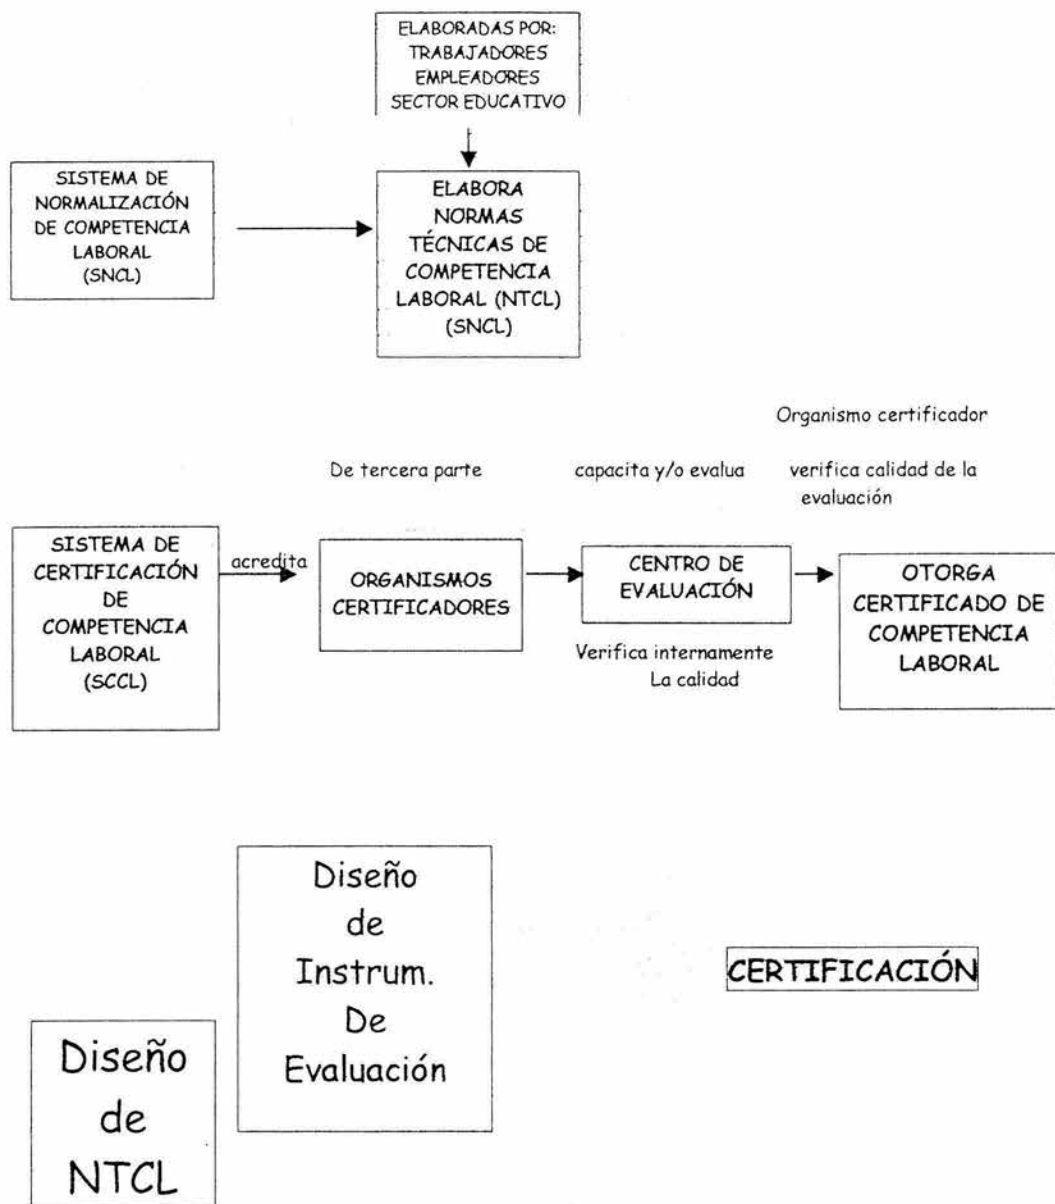 ELABORADAS POR:
TRABAJADORES
EMPLEADORES
SECTOR EDUCATIVO
SISTEMA DE
NORMALIZACIÓN
DE COMPETENCIA
LABORAL
(SNCL)
ELABORA
NORMAS
TÉCNICAS DE
COMPETENCIA
LABORAL (NTCL)
(SNCL)
Organismo certificador
De tercera parte
capacita y/o evalua
verifica calidad de la
evaluación
SISTEMA DE
CERTIFICACIÓN
DE
COMPETENCIA
LABORAL
(SCCL)
acredita
ORGANISMOS
CERTIFICADORES
CENTRO DE
EVALUACIÓN
Verifica internamente
La calidad
OTORGA
CERTIFICADO DE
COMPETENCIA
LABORAL
Diseño
de
Instrum.
De
Evaluación
CERTIFICACIÓN
Diseño
de
NTCL